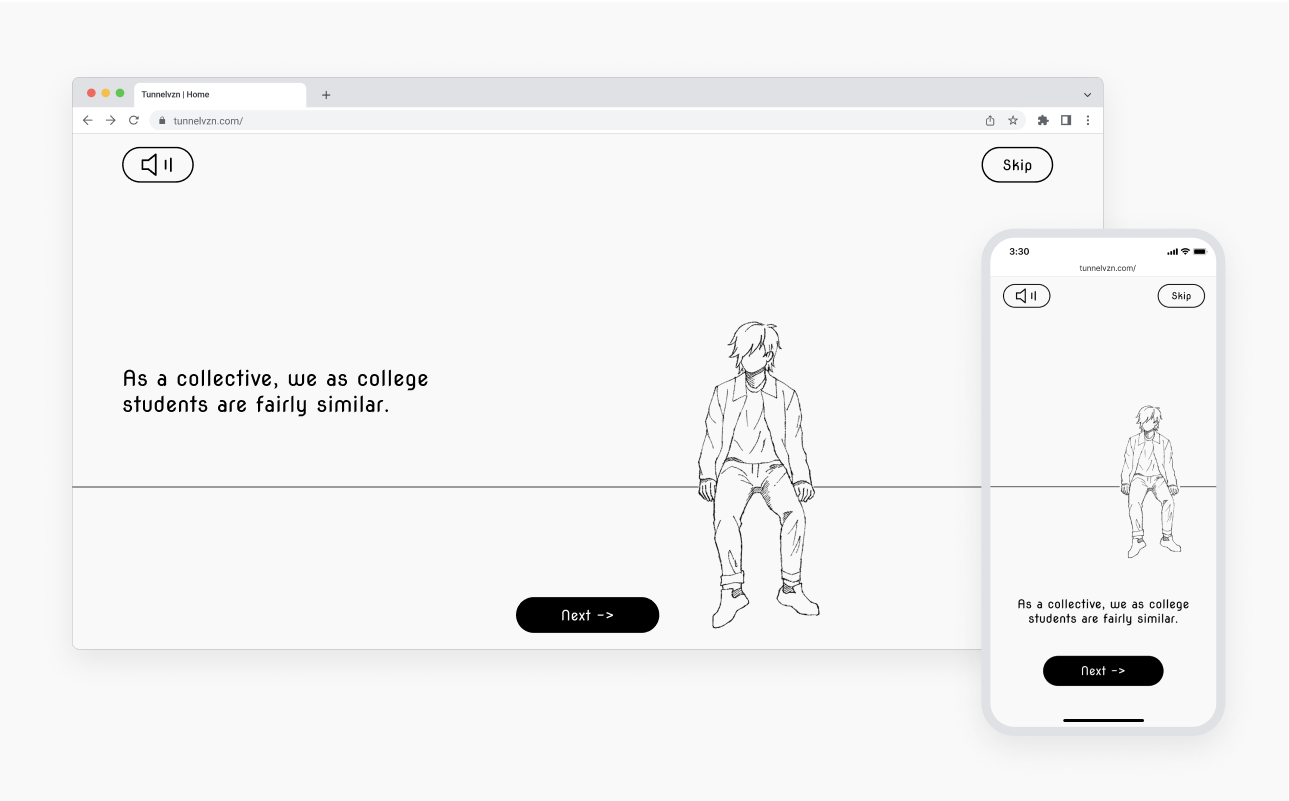 Tunnelvzn | Home
tunnelvzn.com/
Skip
As a collective, we as college
students are fairly similar.
Next ->
3:30
tunnelvzn.com/
Skip
As a collective, we as college
students are fairly similar.
Next ->